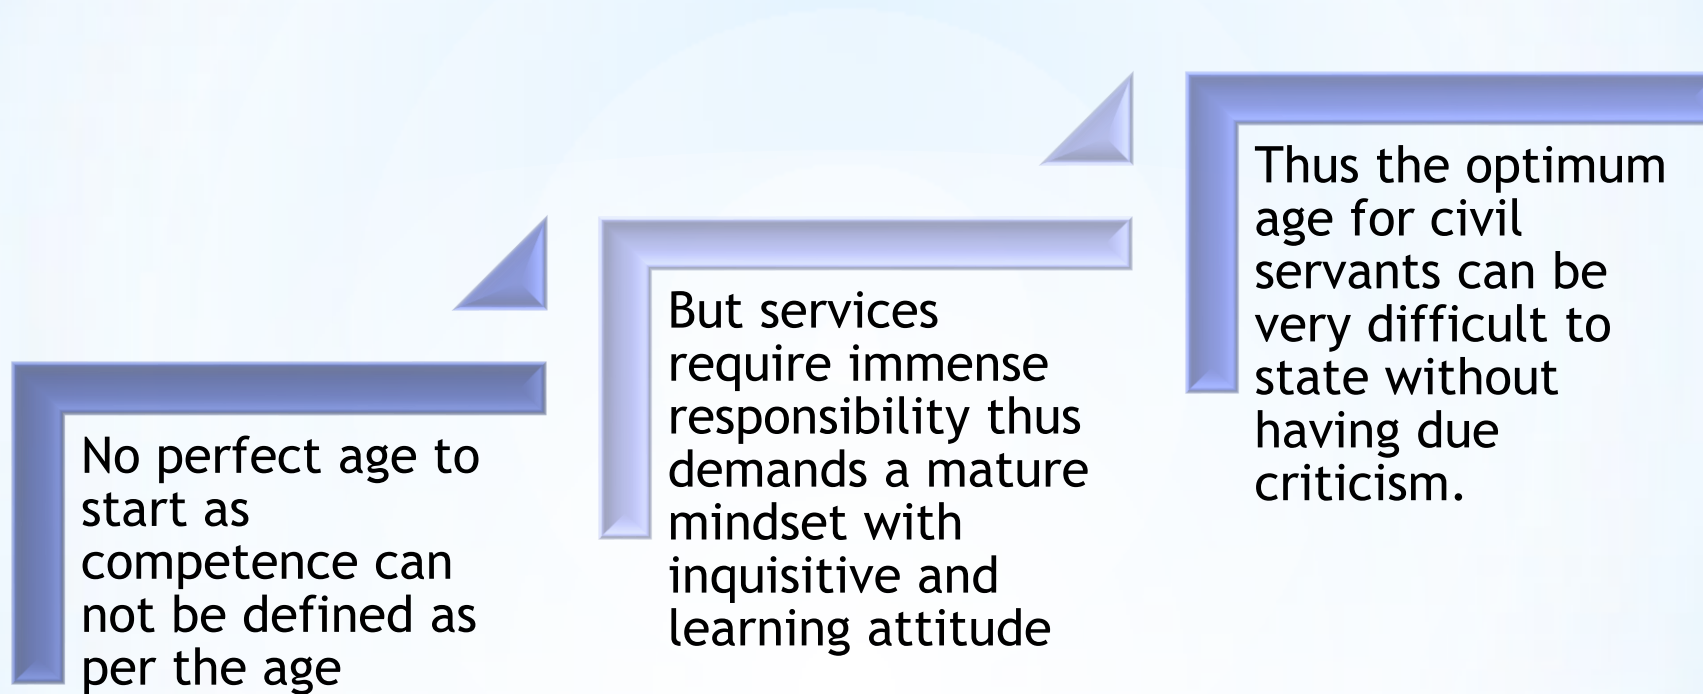 No perfect age to
start as
competence can
not be defined as
per the age
But services
require immense
responsibility thus
demands a mature
mindset with
inquisitive and
learning attitude
Thus the optimum
age for civil
servants can be
very difficult to
state without
having due
criticism.